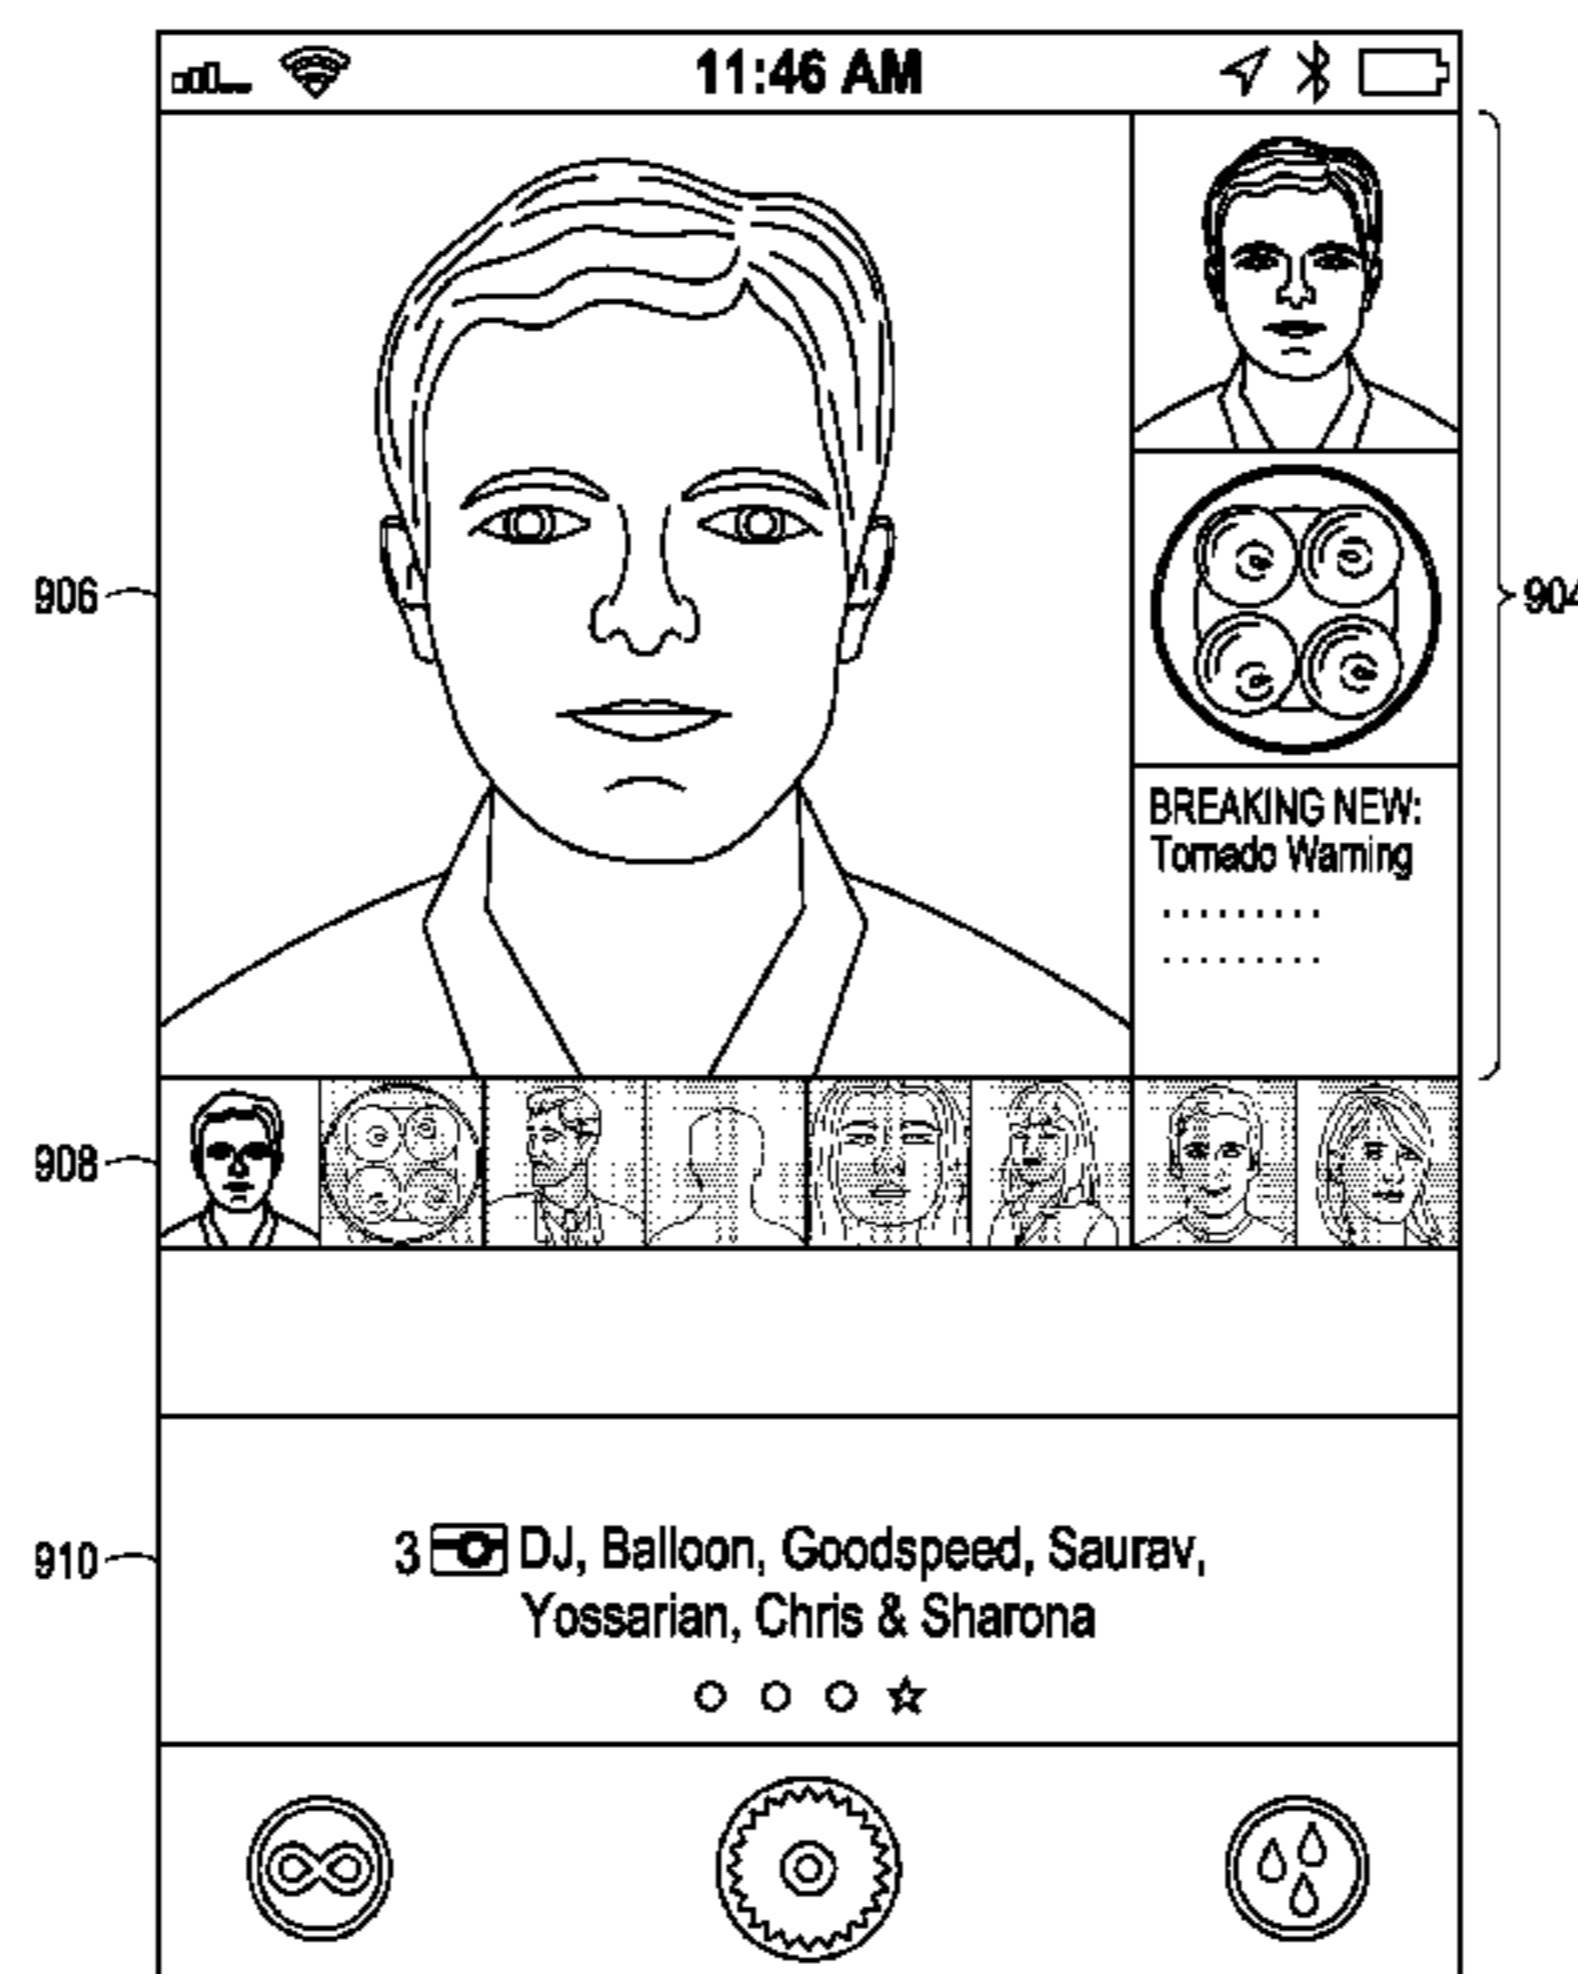 11:46 AM
906
904
BREAKING NEW:
Tornado Warning
908
910
3 DJ, Balloon, Goodspeed, Saurav,
Yossarian, Chris & Sharona